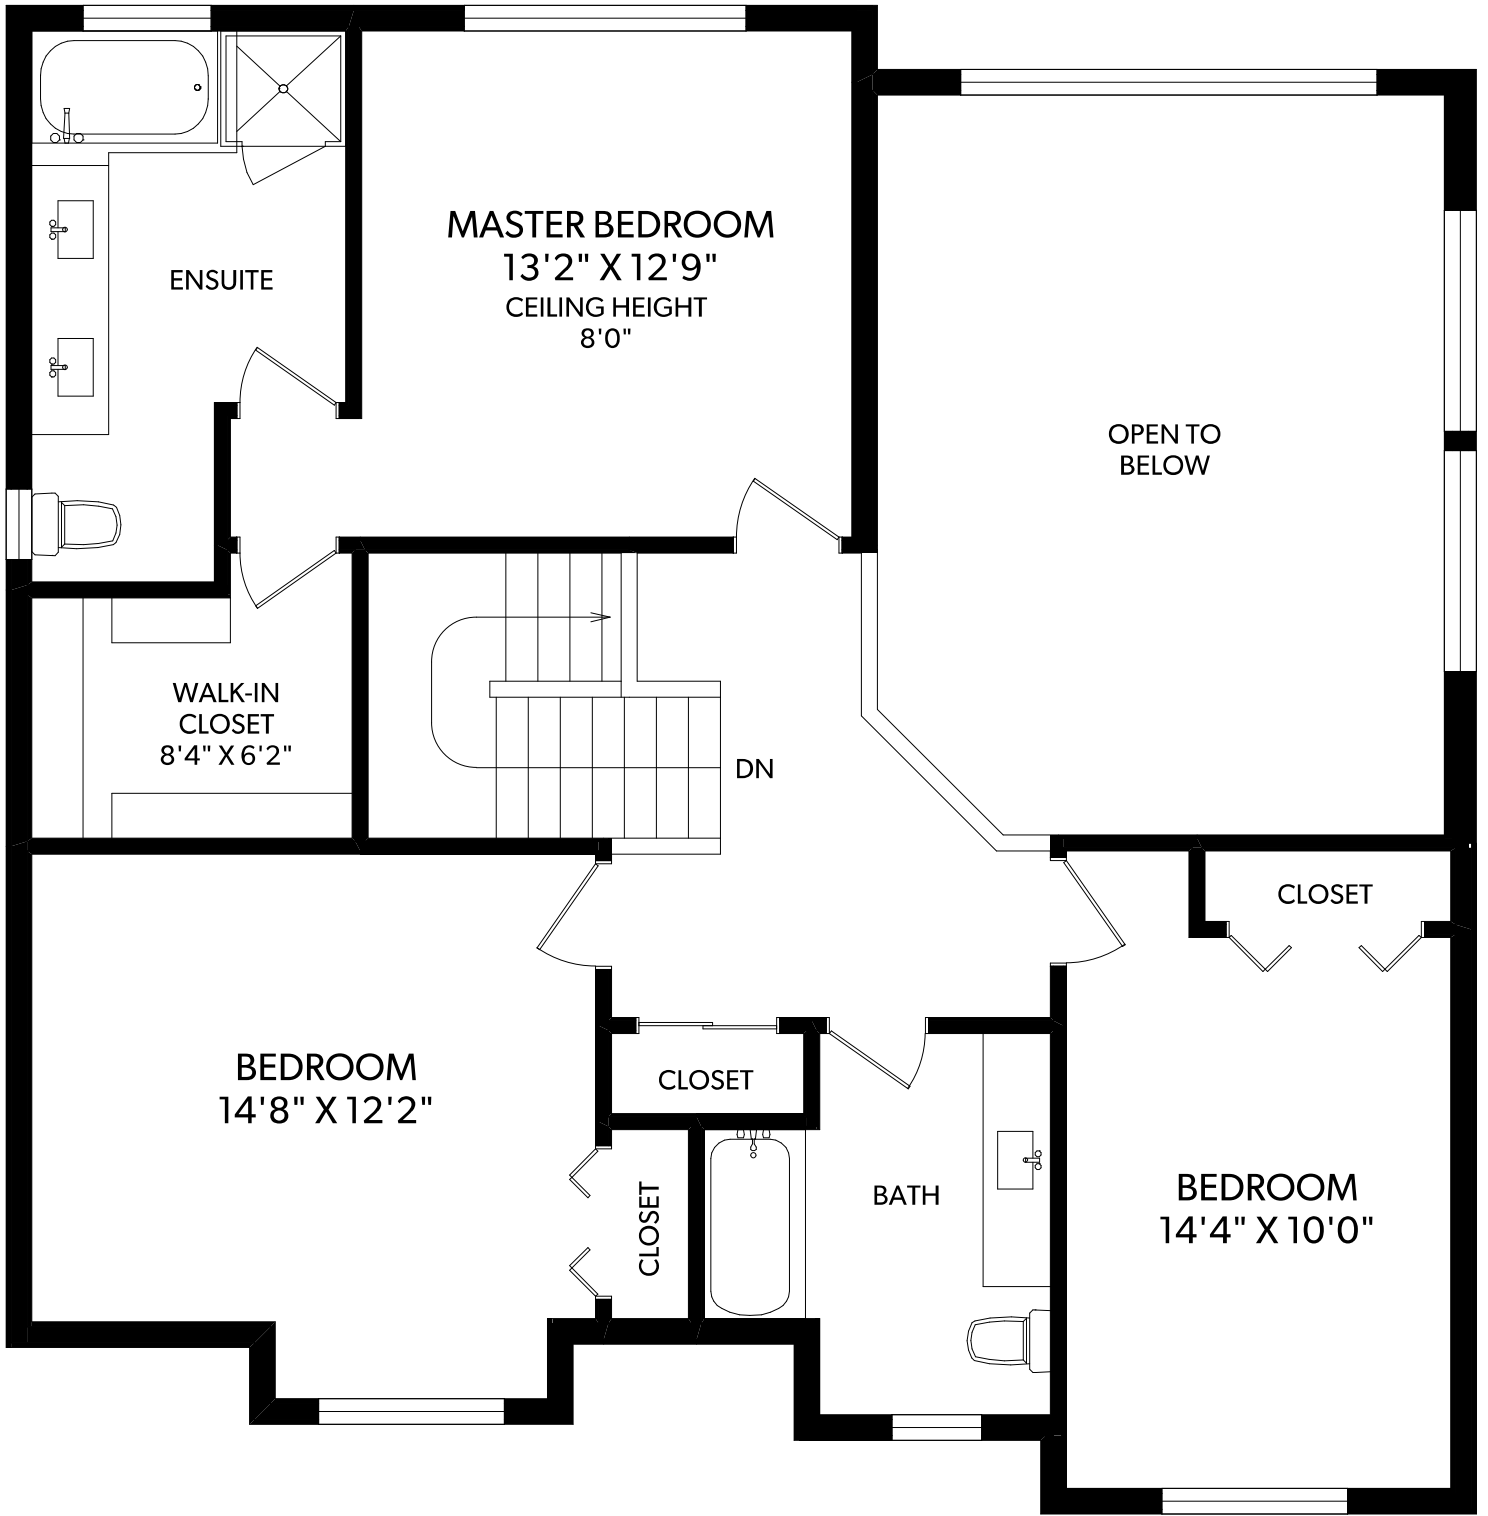 MASTER BEDROOM
13'2" X 12'9"
CEILING HEIGHT
8'0"
ENSUITE
OPEN TO
BELOW
WALK-IN
CLOSET
8'4" X 6'2"
DN
CLOSET
BEDROOM
14'8" X 12'2"
CLOSET
CLOSET
BATH
BEDROOM
14'4" X 10'0"